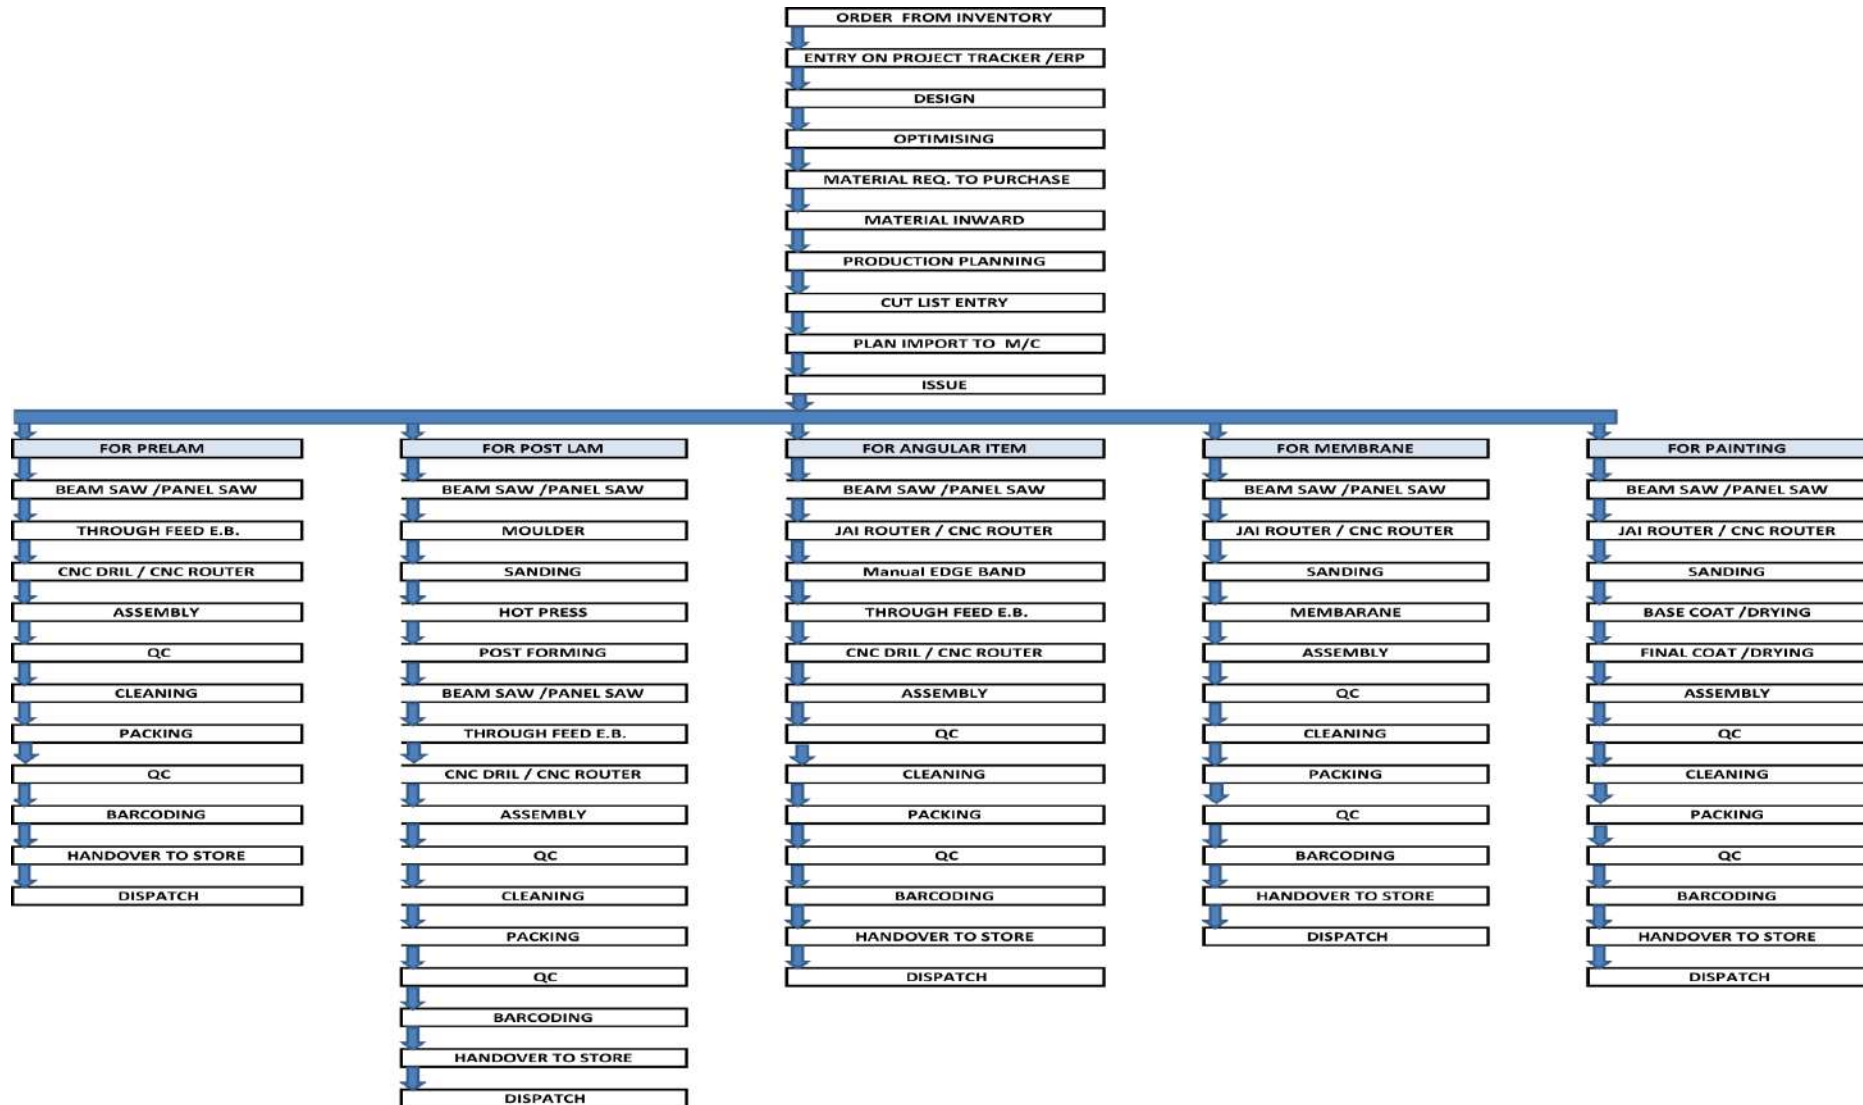 ORDER FROM INVENTORY
ENTRY ON PROJECT TRACKER /ERP
DESIGN
OPTIMISING
MATERIAL REQ. TO PURCHASE
MATERIAL INWARD
PRODUCTION PLANNING
CUT LIST ENTRY
PLAN IMPORT TO M/C
ISSUE
FOR PRELAM
BEAM SAW /PANEL SAW
THROUGH FEED E.B.
CNC DRIL / CNC ROUTER
ASSEMBLY
QC
CLEANING
PACKING
QC
BARCODING
HANDOVER TO STORE
DISPATCH
FOR POST LAM
BEAM SAW /PANEL SAW
MOULDER
SANDING
HOT PRESS
POST FORMING
BEAM SAW /PANEL SAW
THROUGH FEED E.B.
CNC DRIL / CNC ROUTER
ASSEMBLY
QC
CLEANING
PACKING
QC
BARCODING
HANDOVER TO STORE
DISPATCH
FOR ANGULAR ITEM
BEAM SAW /PANEL SAW
JAI ROUTER / CNC ROUTER
Manual EDGE BAND
THROUGH FEED E.B.
CNC DRIL / CNC ROUTER
ASSEMBLY
QC
CLEANING
PACKING
QC
BARCODING
HANDOVER TO STORE
DISPATCH
FOR MEMBRANE
BEAM SAW /PANEL SAW
JAI ROUTER / CNC ROUTER
SANDING
MEMBARANE
ASSEMBLY
QC
CLEANING
PACKING
QC
BARCODING
HANDOVER TO STORE
DISPATCH
FOR PAINTING
BEAM SAW /PANEL SAW
JAI ROUTER / CNC ROUTER
SANDING
BASE COAT /DRYING
FINAL COAT /DRYING
ASSEMBLY
QC
CLEANING
PACKING
QC
BARCODING
HANDOVER TO STORE
DISPATCH